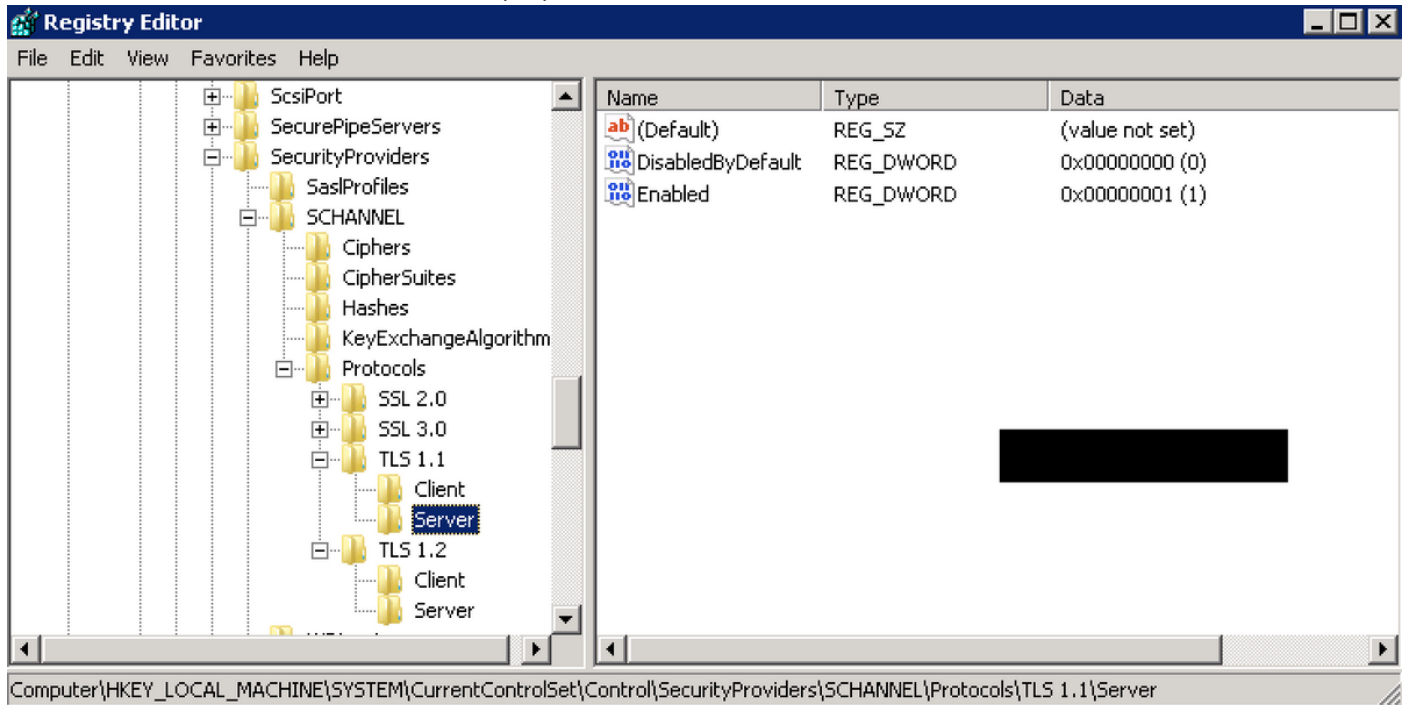 Registry Editor
File Edit View Favorites Help
ScsiPort
SecurePipeServers
SecurityProviders
SaslProfiles
SCHANNEL
Ciphers
CipherSuites
Hashes
KeyExchangeAlgorithm
Protocols
SSL 2.0
SSL 3.0
TLS 1.1
Client
Server
TLS 1.2
Client
Server
Name Type Data
(Default) REG_SZ (value not set)
DisabledByDefault REG_DWORD 0x00000000 (0)
Enabled REG_DWORD 0x00000001 (1)
Computer\HKEY_LOCAL_MACHINE\SYSTEM\CurrentControlSet\Control\SecurityProviders\SCHANNEL\Protocols\TLS 1.1\Server